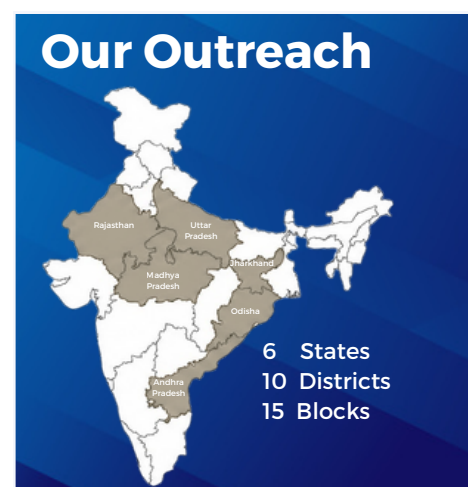 Our Outreach
Rajasthan
Uttar
Pradesh
Jharkhand
Madhya
Pradesh
Odisha
6 States
10 Districts
15 Blocks
Andhra
Pradesh